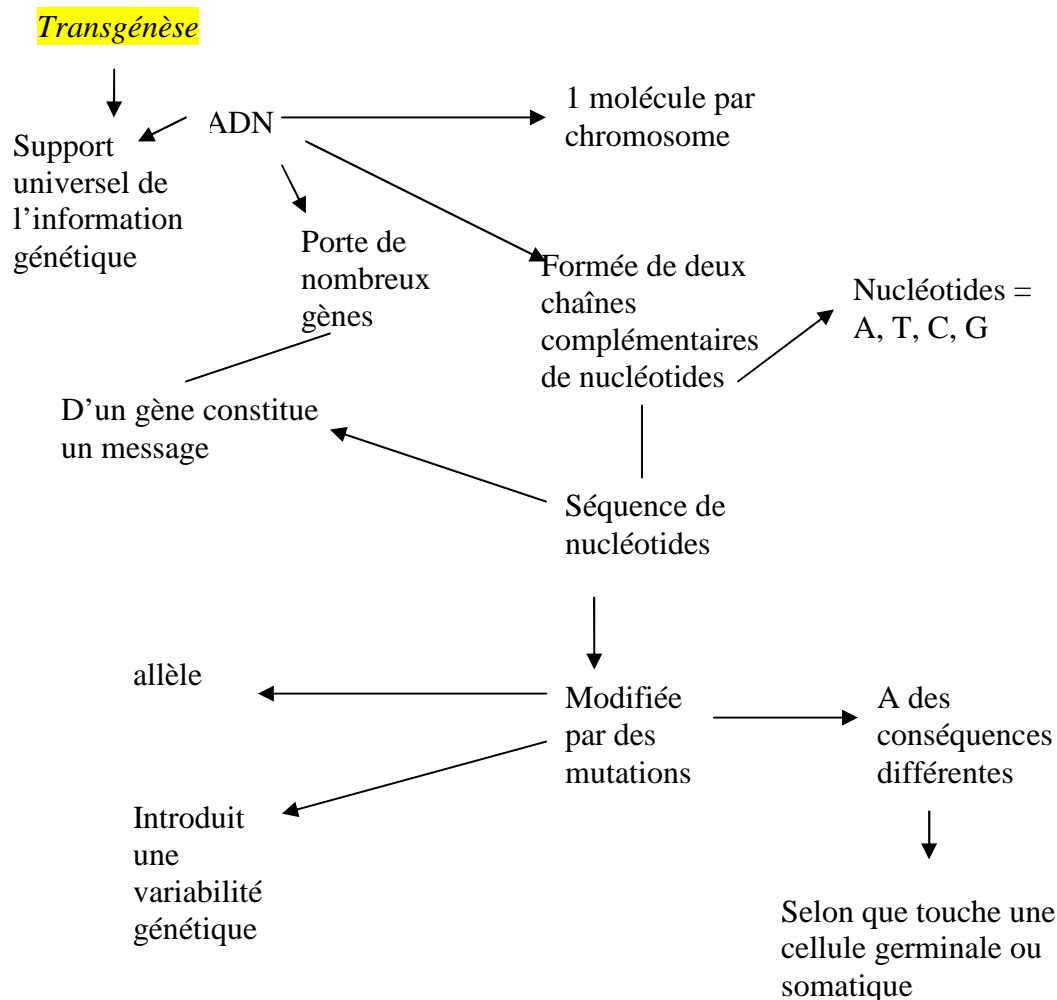 Transgénèse
ADN
1 molécule par
chromosome
Support
universel de
l’information
génétique
Porte de
nombreux
gènes
Formée de deux
chaînes
complémentaires
de nucléotides
Nucléotides =
A, T, C, G
D’un gène constitue
un message
Séquence de
nucléotides
allèle
Modifiée
par des
mutations
A des
conséquences
différentes
Introduit
une
variabilité
génétique
Selon que touche une
cellule germinale ou
somatique